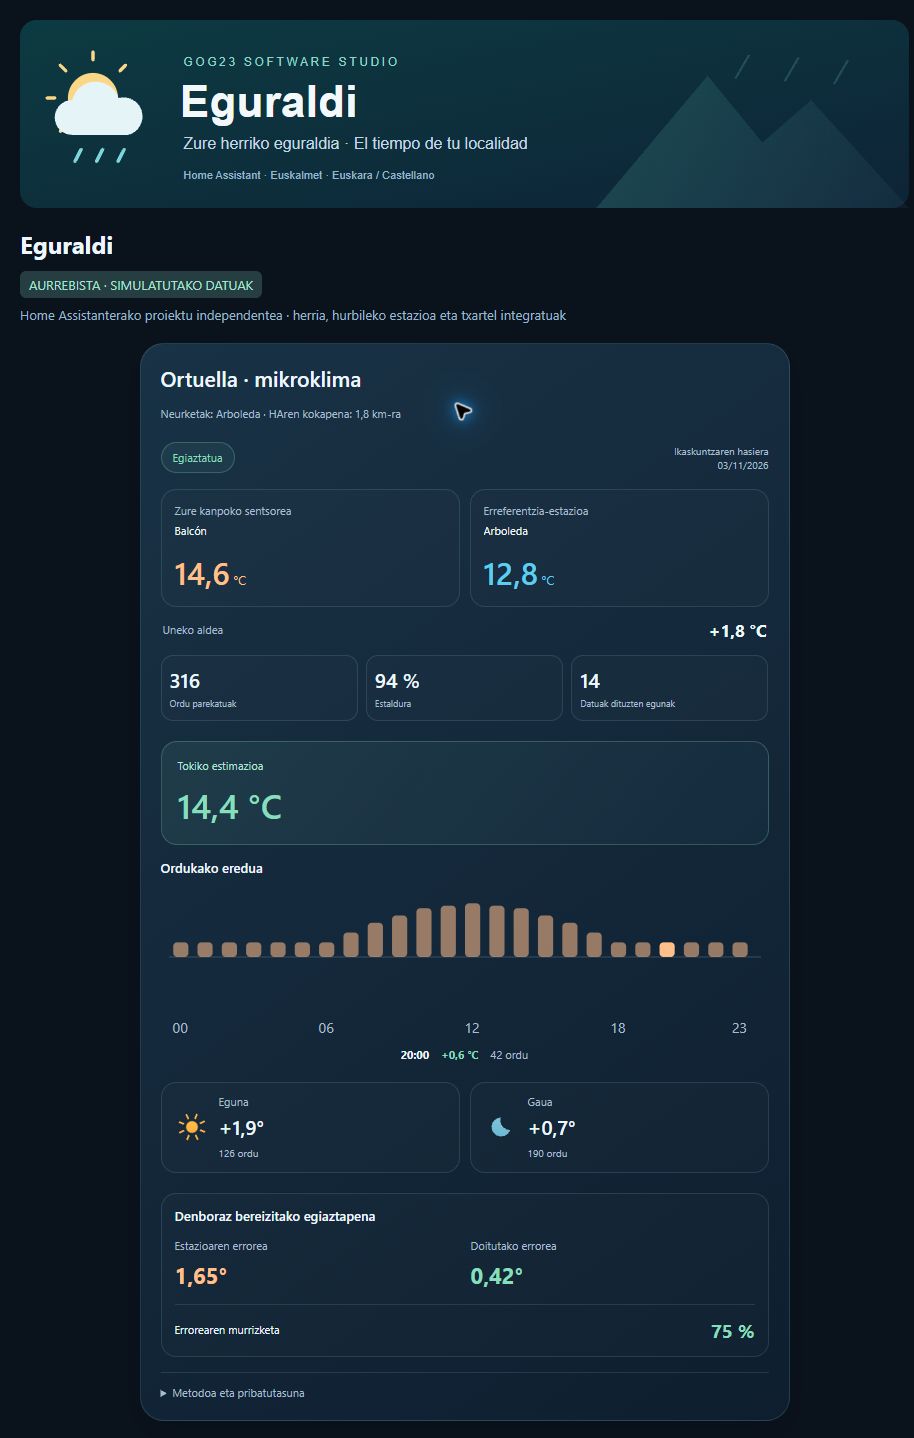 GOG23 SOFTWARE STUDIO
Eguraldi
Zure herriko eguraldia · El tiempo de tu localidad
Home Assistant · Euskalmet · Euskara / Castellano
Eguraldi
AURREBISTA · SIMULATUTAKO DATUAK
Home Assistanterako proiektu independentea · herria, hurbileko estazioa eta txartel integratuak
Ortuella · mikroklima
Neurketak: Arboleda · HAren kokapena: 1,8 km-ra
Egiaztatua
Ikaskuntzaren hasiera
03/11/2026
Zure kanpoko sentsorea
Balcón
14,6 °C
Erreferentzia-estazioa
Arboleda
12,8 °C
Uneko aldea +1,8 °C
316
Ordu parekatuak
94 %
Estaldura
14
Datuak dituzten egunak
Tokiko estimazioa
14,4 °C
Ordukako eredua
00 06 12 18 23
20:00 +0,6 °C 42 ordu
Eguna
+1,9°
126 ordu
Gaua
+0,7°
190 ordu
Denboraz bereizitako egiaztapena
Estazioaren errorea
1,65°
Doitutako errorea
0,42°
Errorearen murrizketa 75 %
Metodoa eta pribatutasuna